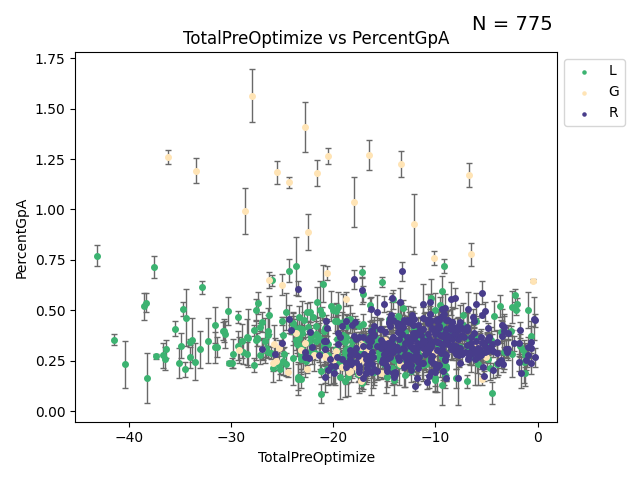 N = 775
TotalPreOptimize vs PercentGpA
1.75
1.50
1.25
1.00
0.75
0.50
0.25
0.00
PercentGpA
−40
−30
−20
−10
0
TotalPreOptimize
L
G
R